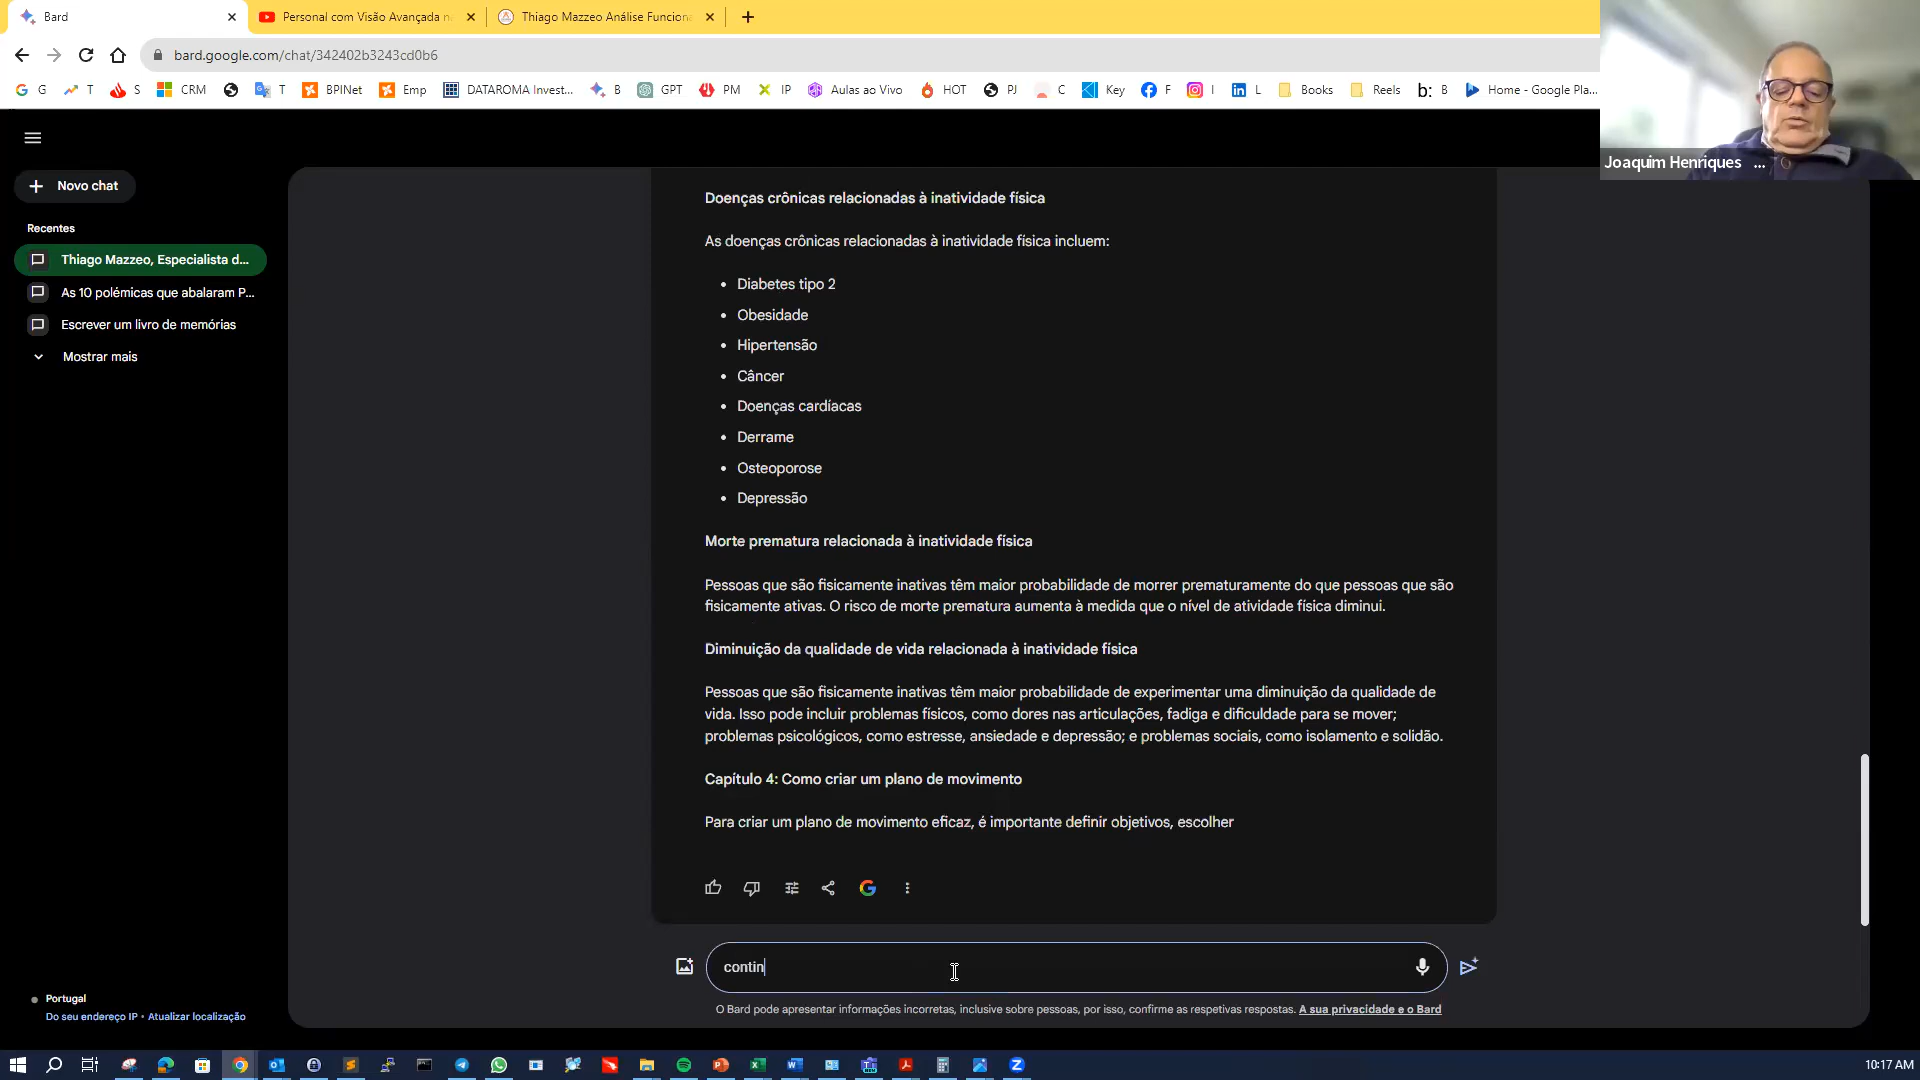 Bard
Personal com Visão Avançada n
Thiago Mazzeo Análise Funciona
bard.google.com/chat/342402b3243cd0b6
G
T
S
CRM
T
BPINet
Emp
DATAROMA Invest...
B
GPT
PM
IP
Aulas ao Vivo
HOT
PJ
C
Key
F
I
L
Books
Reels
b: B
Home - Google Pla...
Joaquim Henriques ...
Novo chat
Recentes
Thiago Mazzeo, Especialista d...
As 10 polémicas que abalaram P...
Escrever um livro de memórias
Mostrar mais
Doenças crônicas relacionadas à inatividade física
As doenças crônicas relacionadas à inatividade física incluem:
• Diabetes tipo 2
• Obesidade
• Hipertensão
• Câncer
• Doenças cardíacas
• Derrame
• Osteoporose
• Depressão
Morte prematura relacionada à inatividade física
Pessoas que são fisicamente inativas têm maior probabilidade de morrer prematuramente do que pessoas que são
fisicamente ativas. O risco de morte prematura aumenta à medida que o nível de atividade física diminui.
Diminuição da qualidade de vida relacionada à inatividade física
Pessoas que são fisicamente inativas têm maior probabilidade de experimentar uma diminuição da qualidade de
vida. Isso pode incluir problemas físicos, como dores nas articulações, fadiga e dificuldade para se mover;
problemas psicológicos, como estresse, ansiedade e depressão; e problemas sociais, como isolamento e solidão.
Capítulo 4: Como criar um plano de movimento
Para criar um plano de movimento eficaz, é importante definir objetivos, escolher
contin
O Bard pode apresentar informações incorretas, inclusive sobre pessoas, por isso, confirme as respetivas respostas. A sua privacidade e o Bard
Portugal
Do seu endereço IP • Atualizar localização
10:17 AM